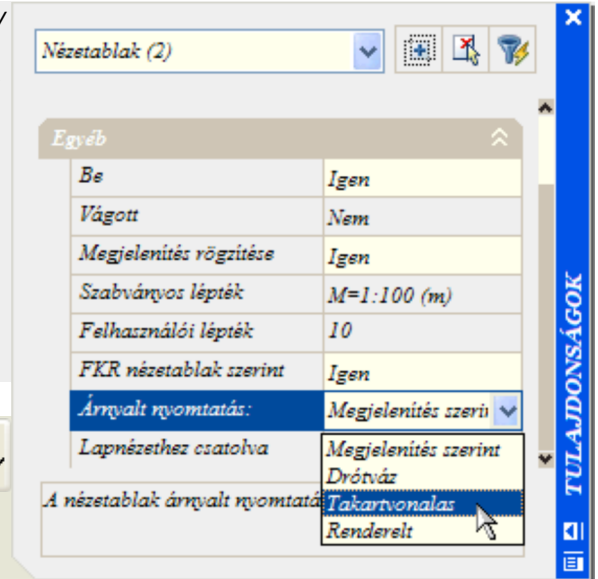 Nézetablak (2)
Egyéb
Be Igen
Vágott Nem
Megjelenítés rögzítése Igen
Szabványos lépték M=1:100 (m)
Felhasználói lépték 10
FKR nézetablak szerint Igen
Árnyalt nyomtatás: Megjelenítés szerin
Lapnézethez csatolva
Megjelenítés szerint
Drótváz
Takartvonalas
Renderelt
A nézetablak árnyalt nyomtatá
TULAJDONSÁGOK